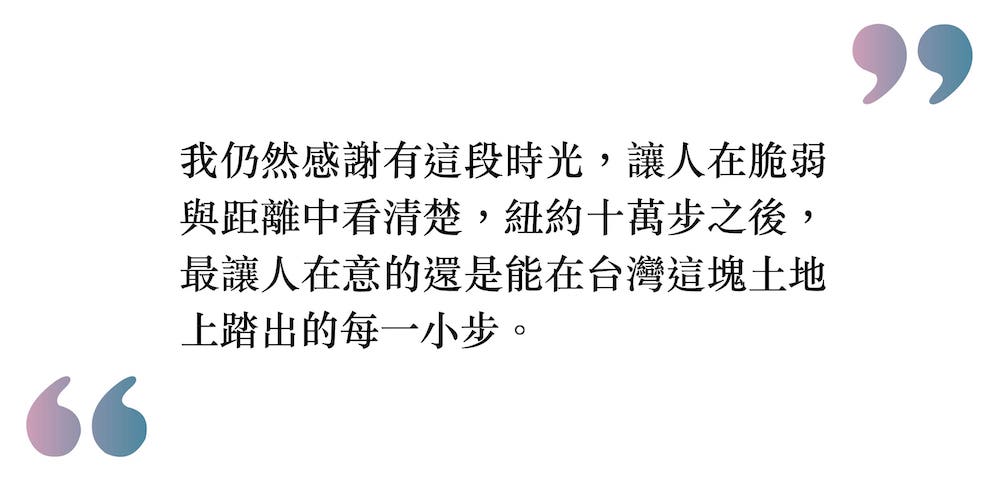 我仍然感謝有這段時光，讓人在脆弱
與距離中看清楚，紐約十萬步之後，
最讓人在意的還是能在台灣這塊土地
上踏出的每一小步。